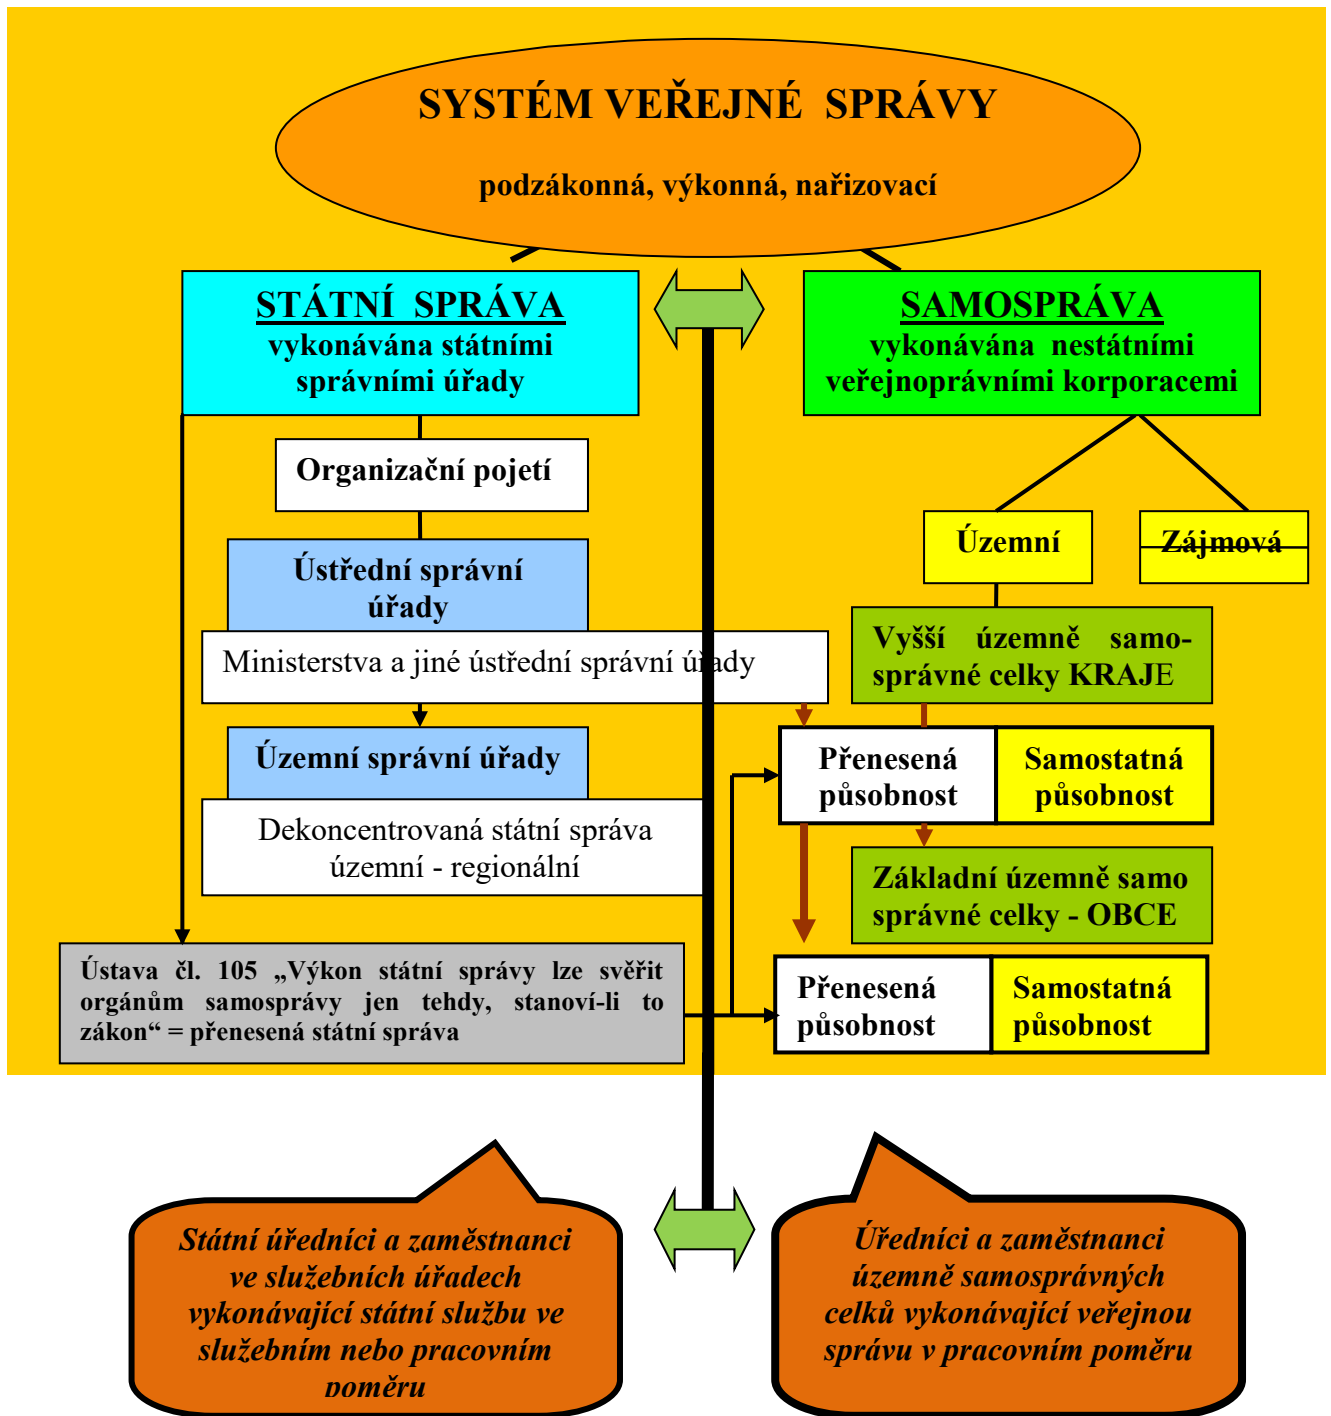 SYSTÉM VEŘEJNÉ SPRÁVY
podzákonná, výkonná, nařizovací
STÁTNÍ SPRÁVA
vykonávána státními
správními úřady
SAMOSPRÁVA
vykonávána nestátními
veřejnoprávními korporacemi
Organizační pojetí
Územní
Zájmová
Ústřední správní
úřady
Ministerstva a jiné ústřední správní úřady
Vyšší územně samo-
správné celky KRAJE
Územní správní úřady
Přenesená
působnost
Samostatná
působnost
Dekoncentrovaná státní správa
územní - regionální
Základní územně samo
správné celky - OBCE
Ústava čl. 105 „Výkon státní správy lze svěřit
orgánům samosprávy jen tehdy, stanoví-li to
zákon“ = přenesená státní správa
Přenesená
působnost
Samostatná
působnost
Státní úředníci a zaměstnanci
ve služebních úřadech
vykonávající státní službu ve
služebním nebo pracovním
poměru
Úředníci a zaměstnanci
územně samosprávných
celků vykonávající veřejnou
správu v pracovním poměru